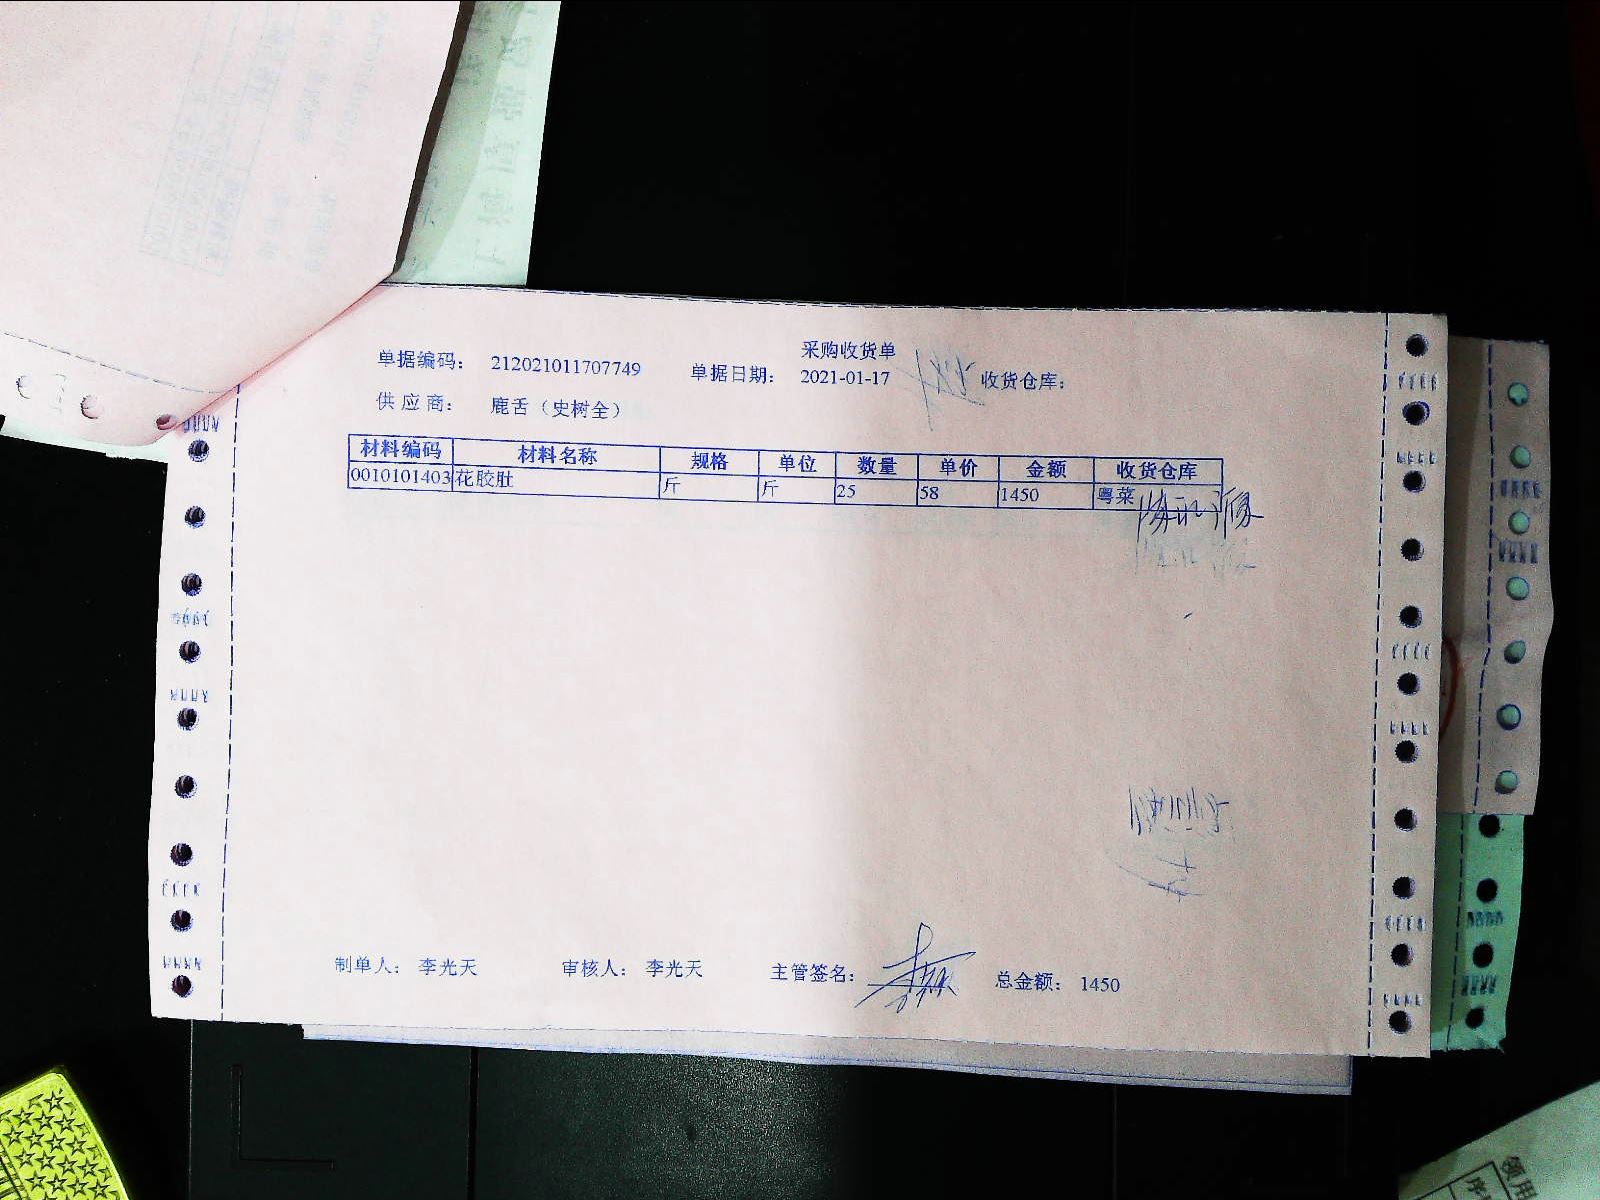 采购收货单
单据编码： 212021011707749 单据日期： 2021-01-17 收货仓库：
供 应 商： 鹿舌（史树全）
材料编码 材料名称 规格 单位 数量 单价 金额 收货仓库
0010101403 花胶肚 斤 斤 25 58 1450 粤菜
制单人： 李光天 审核人： 李光天 主管签名： 总金额： 1450